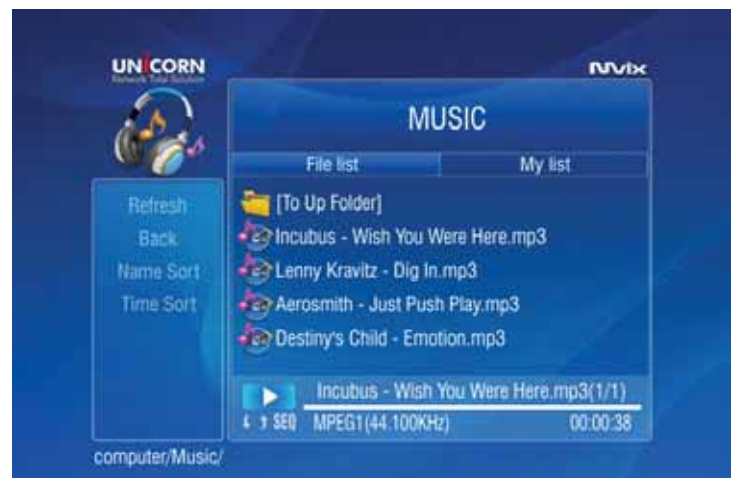 UNiCORN
Network Total Solution
Mvix
MUSIC
File list
My list
Refresh
Back
Name Sort
Time Sort
[To Up Folder]
Incubus - Wish You Were Here.mp3
Lenny Kravitz - Dig In.mp3
Aerosmith - Just Push Play.mp3
Destiny's Child - Emotion.mp3
Incubus - Wish You Were Here.mp3(1/1)
SEQ MPEG1(44.100KHz) 00:00:38
computer/Music/